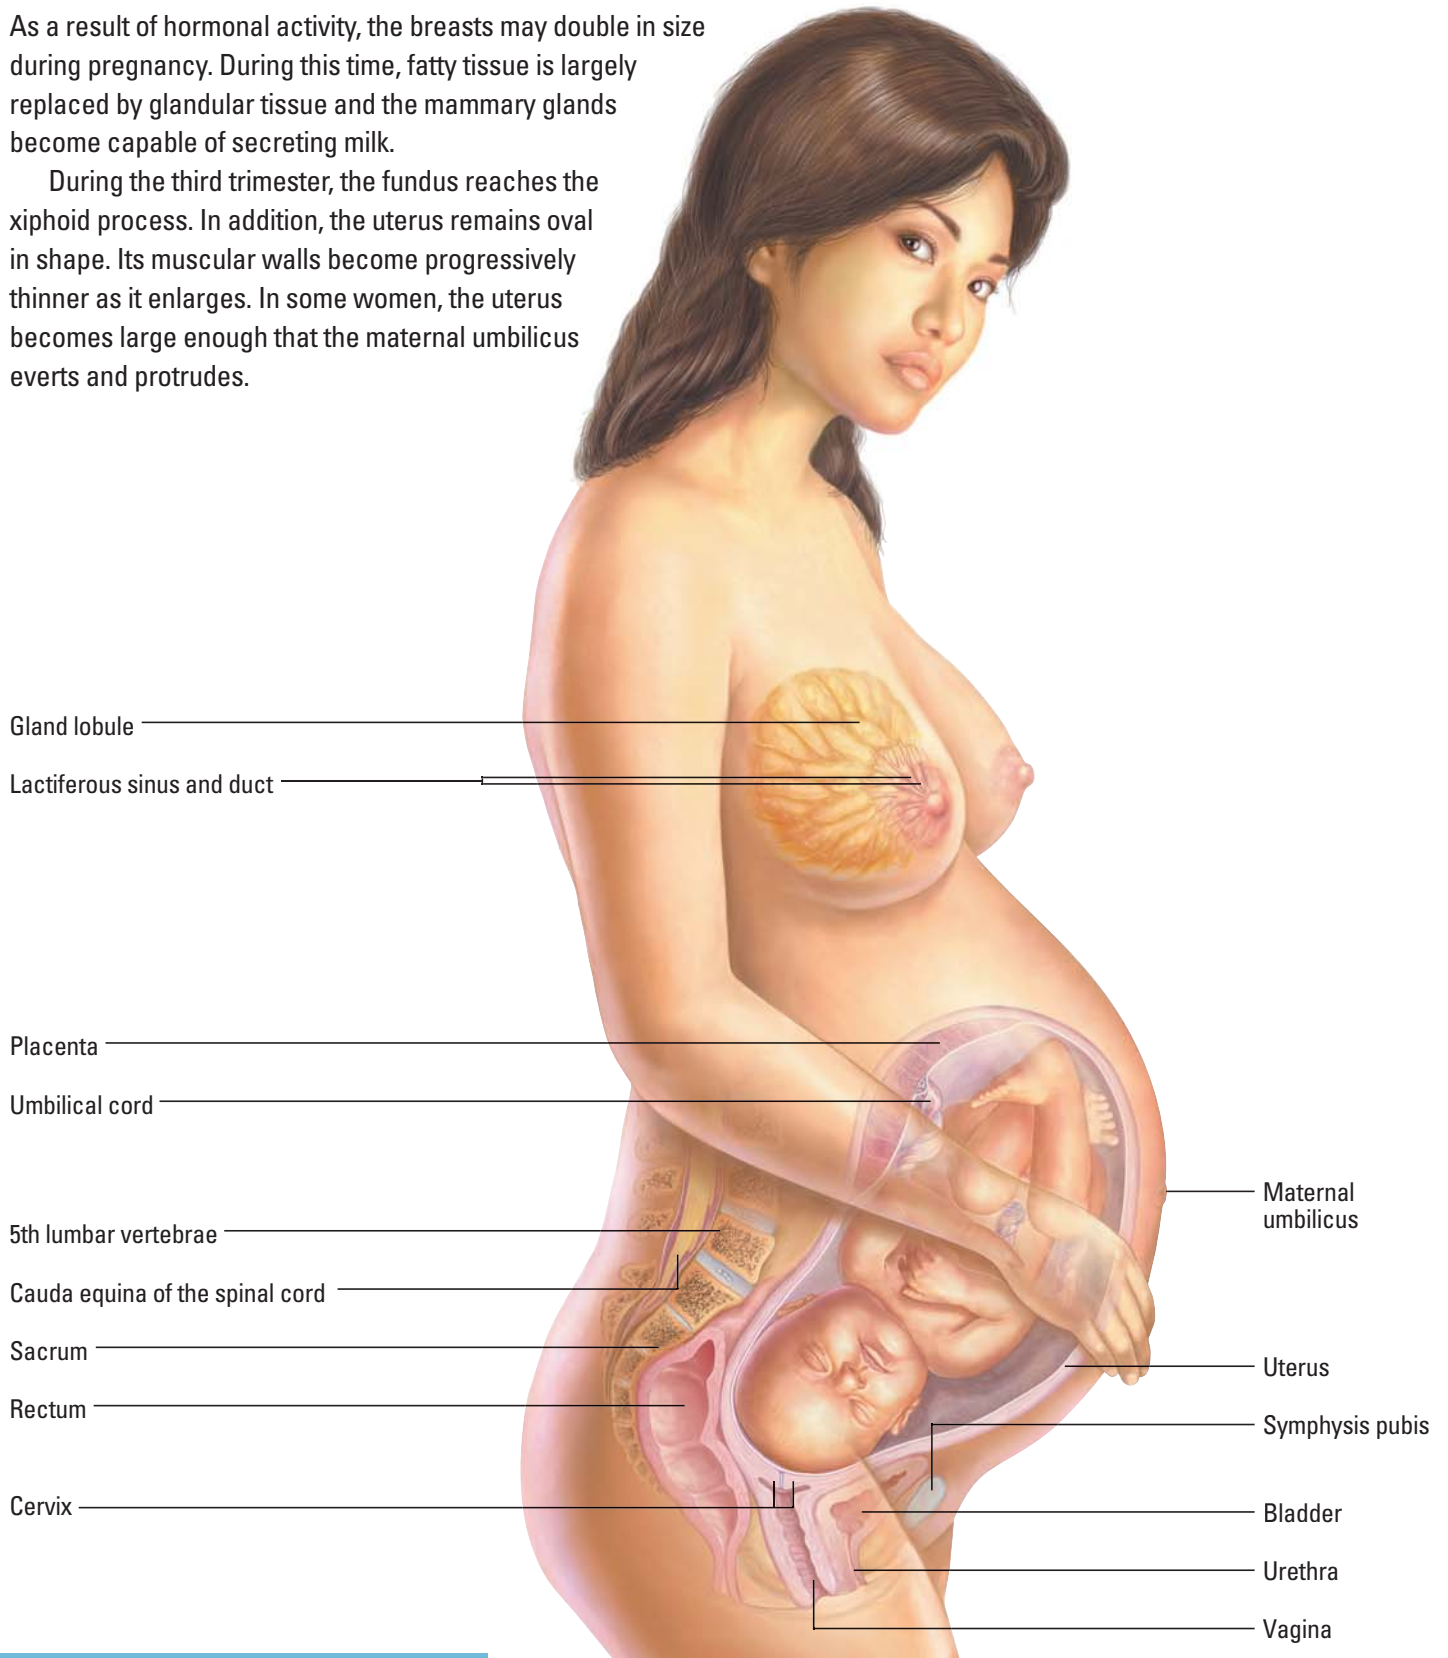 As a result of hormonal activity, the breasts may double in size
during pregnancy. During this time, fatty tissue is largely
replaced by glandular tissue and the mammary glands
become capable of secreting milk.
During the third trimester, the fundus reaches the
xiphoid process. In addition, the uterus remains oval
in shape. Its muscular walls become progressively
thinner as it enlarges. In some women, the uterus
becomes large enough that the maternal umbilicus
everts and protrudes.
Gland lobule
Lactiferous sinus and duct
Placenta
Umbilical cord
5th lumbar vertebrae
Cauda equina of the spinal cord
Sacrum
Rectum
Cervix
Maternal
umbilicus
Uterus
Symphysis pubis
Bladder
Urethra
Vagina